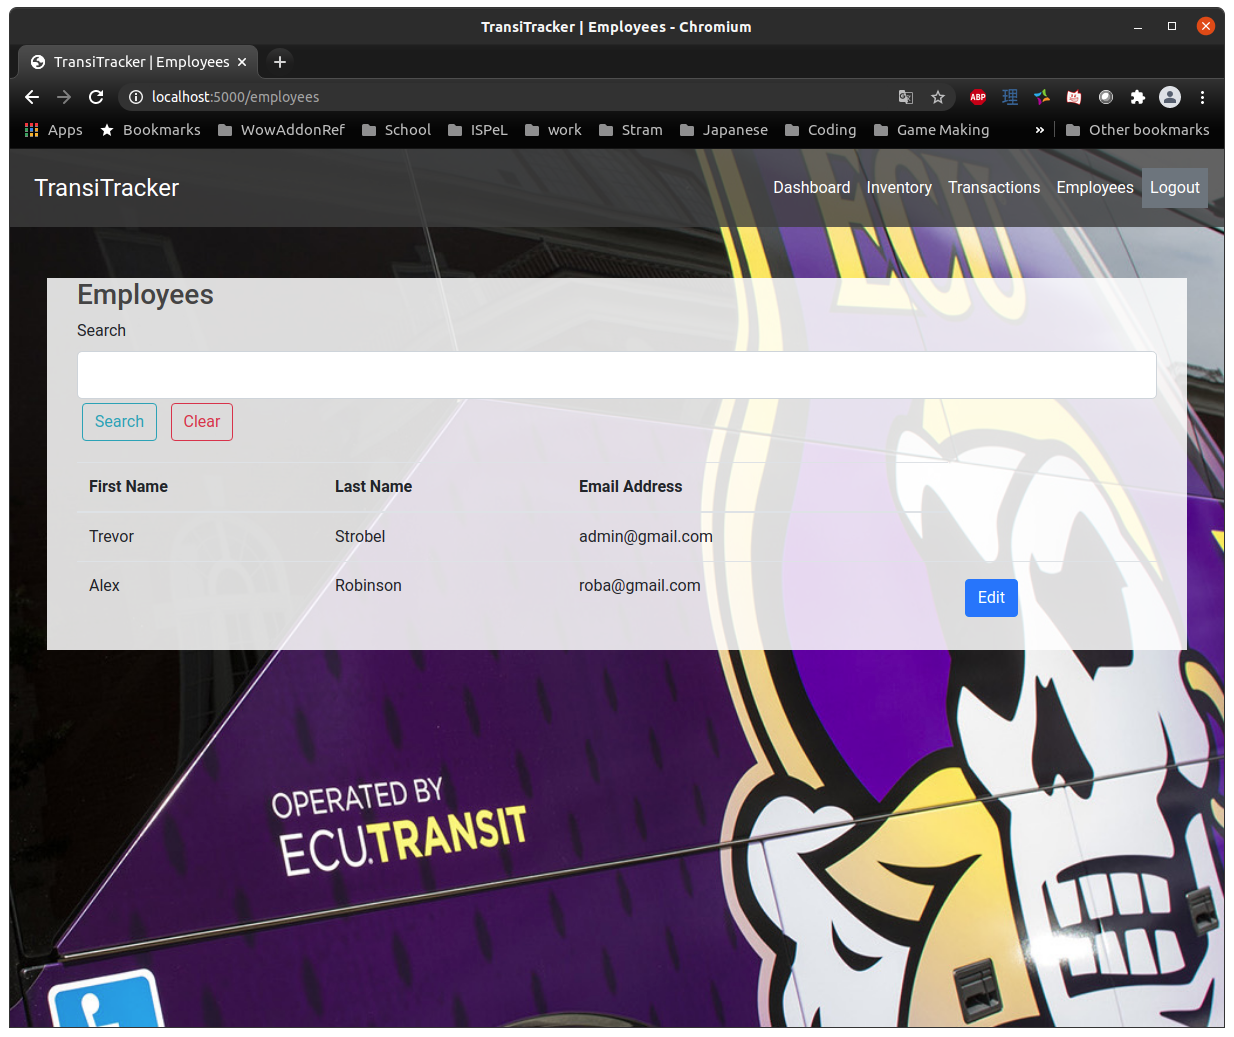 TransiTracker | Employees - Chromium
TransiTracker | Employees
localhost:5000/employees
ABP 理
Apps Bookmarks WowAddonRef School ISPeL work Stram Japanese Coding Game Making » Other bookmarks
TransiTracker Dashboard Inventory Transactions Employees Logout
ECU
Employees
Search
Search Clear
First Name Last Name Email Address
Trevor Strobel admin@gmail.com
Alex Robinson roba@gmail.com Edit
OPERATED BY
ECU.TRANSIT